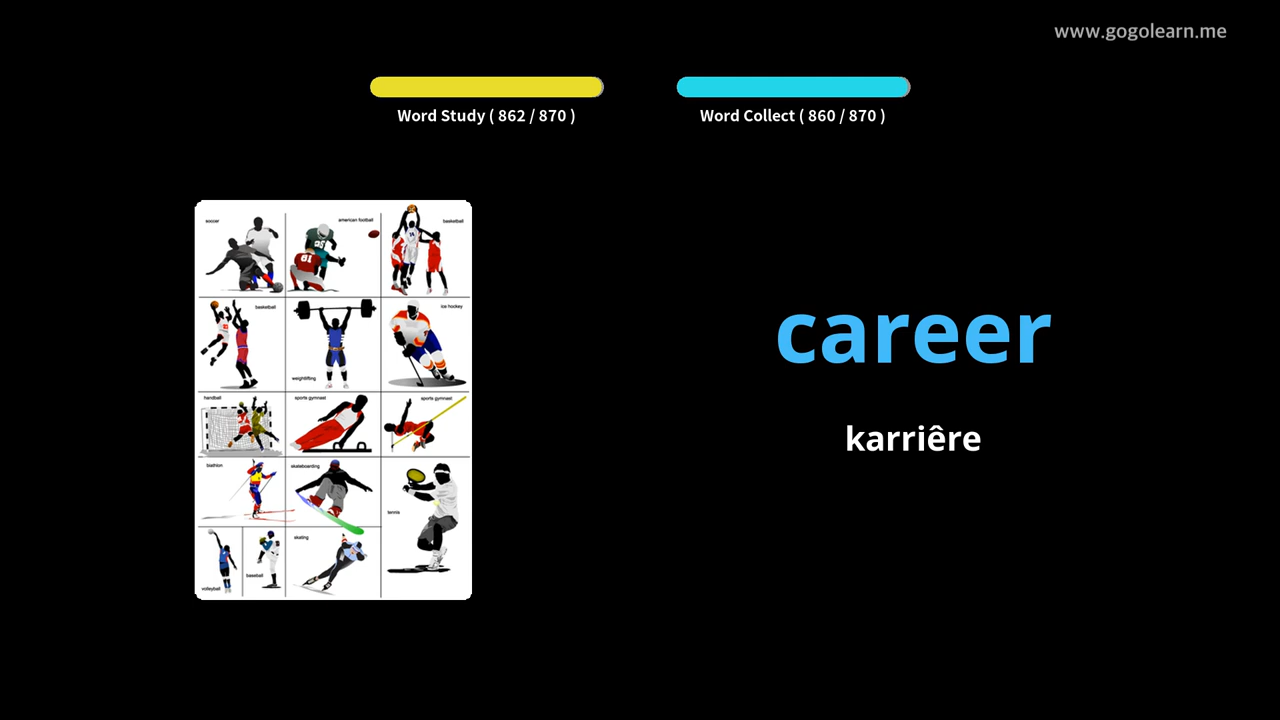 www.gogolearn.me
Word Study ( 862 / 870 )
Word Collect ( 860 / 870 )
soccer
american football
basketball
basketball
weightlifting
ice hockey
handball
sports gymnast
sports gymnast
biathlon
skateboarding
tennis
volleyball
baseball
skating
career
karriêre